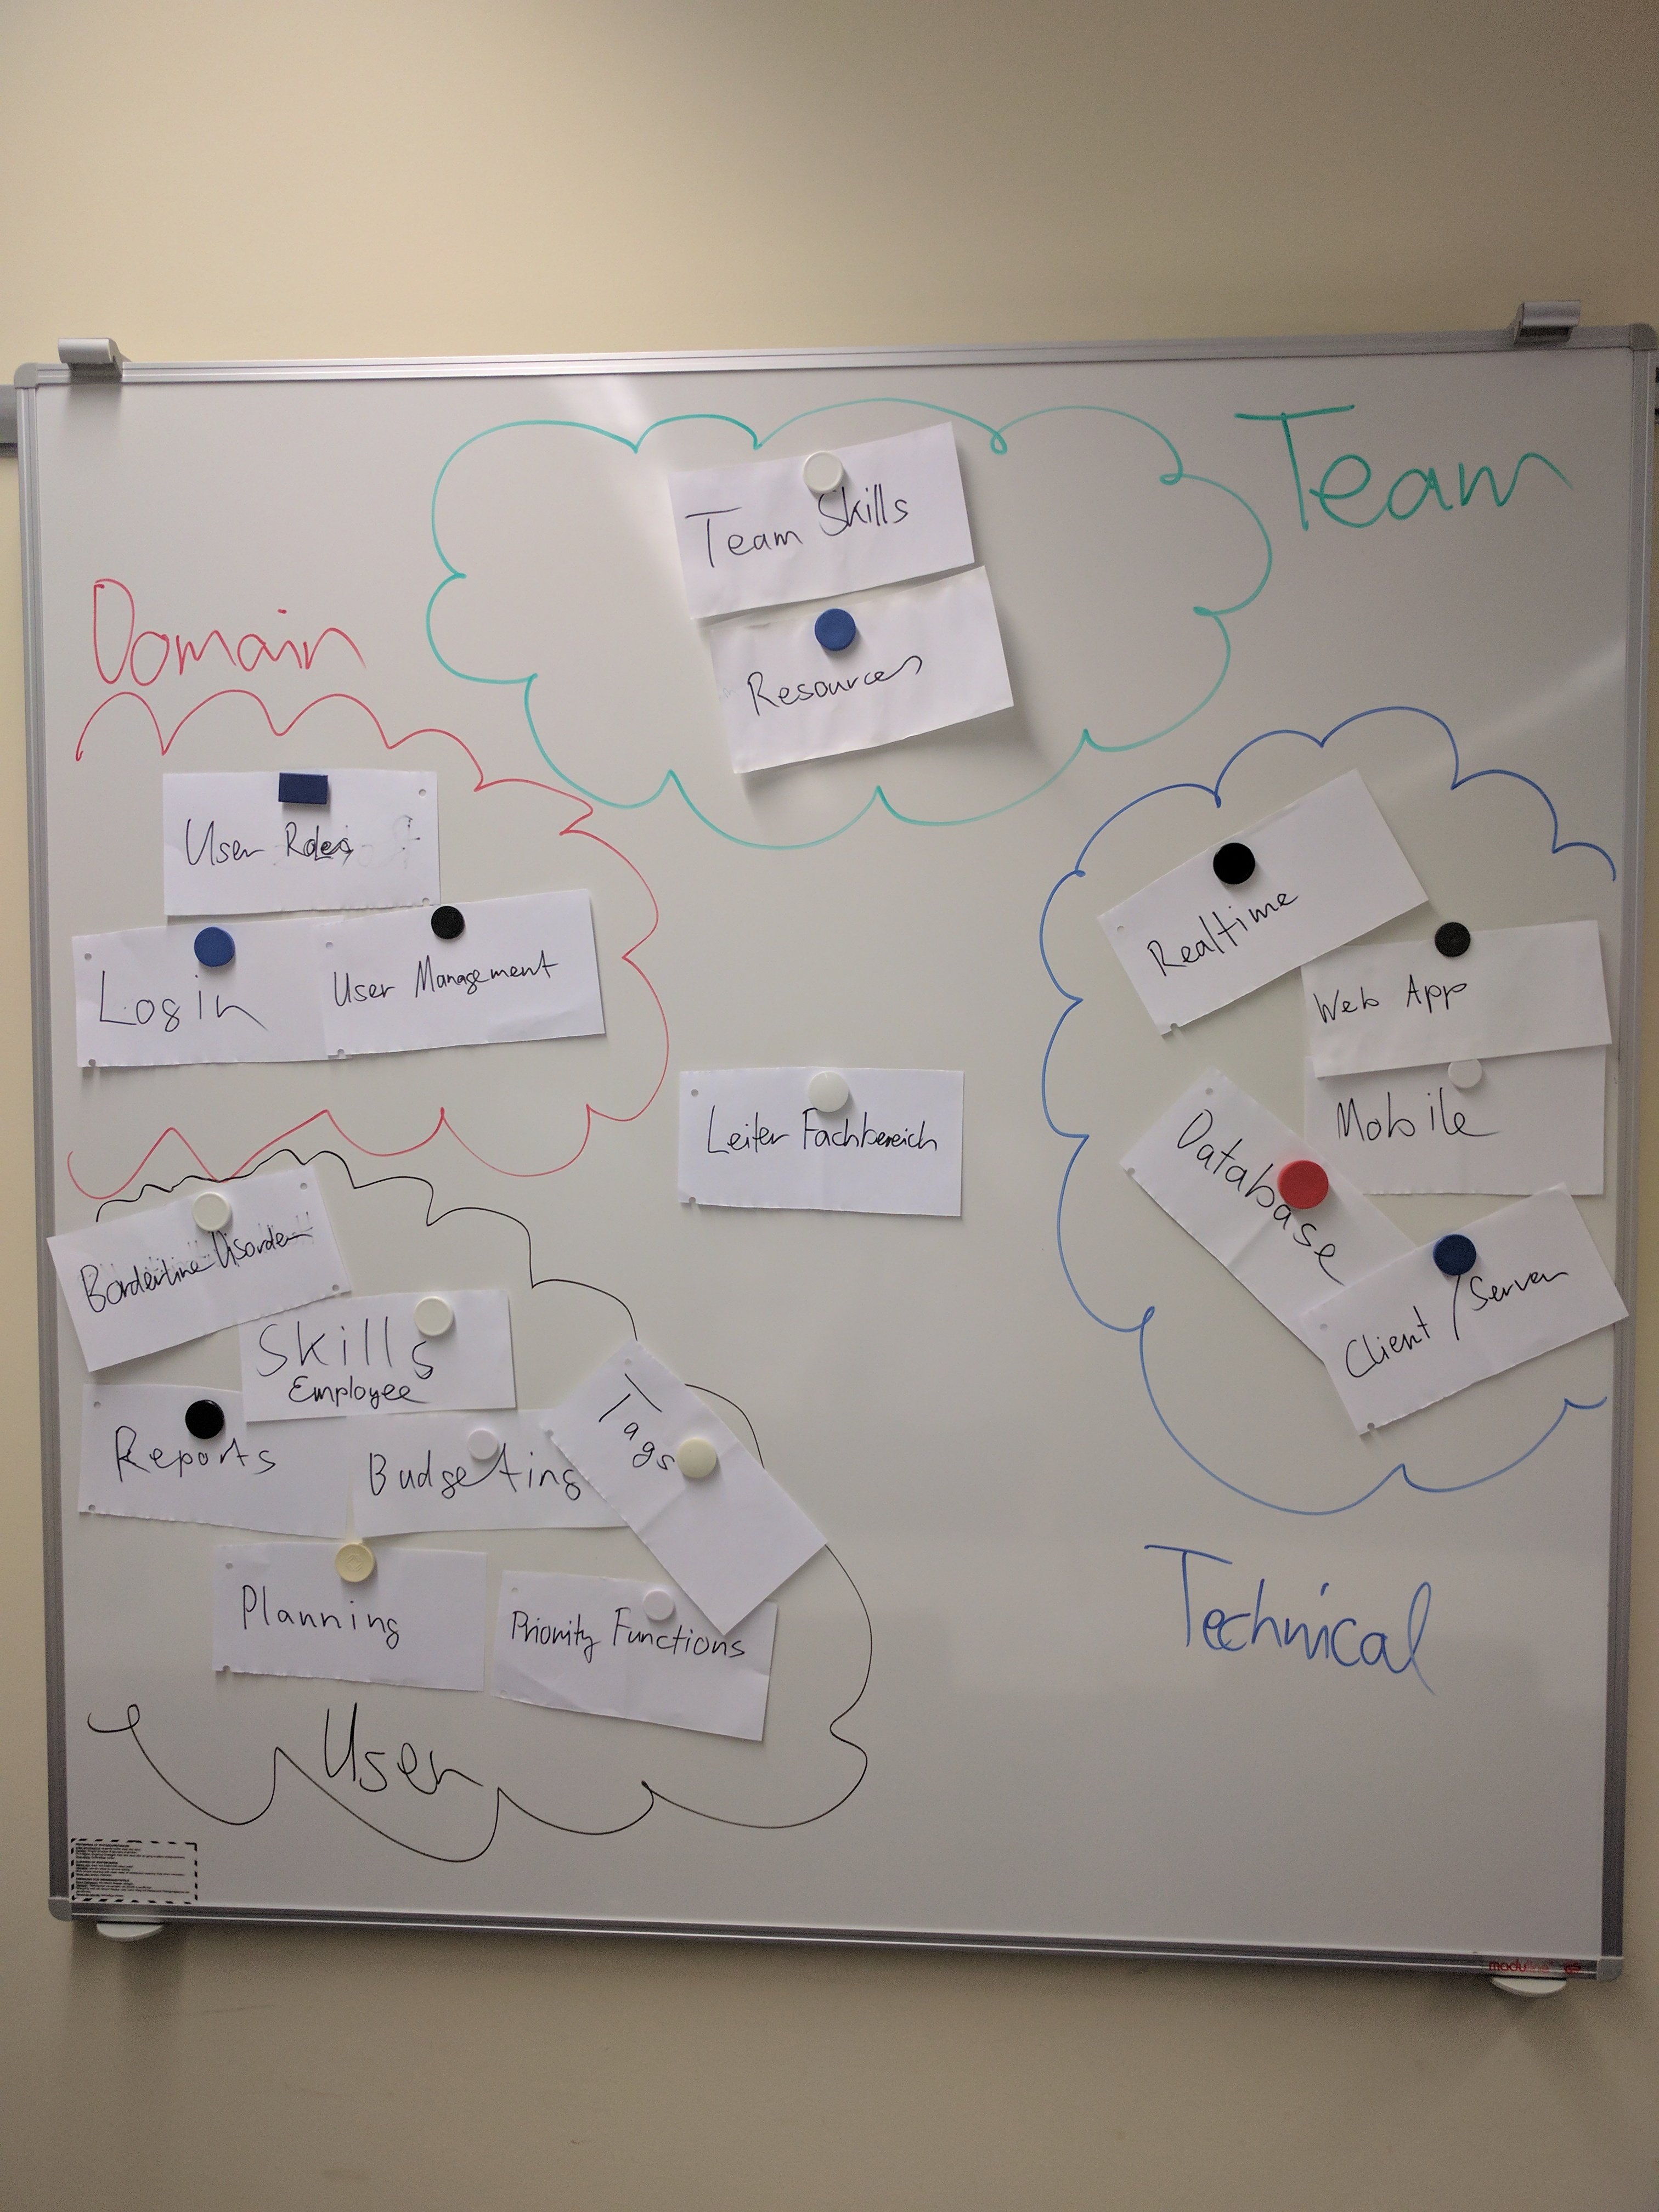 Team
Team Skills
Resources
Domain
User Roles
Login
User Management
Realtime
Web App
Mobile
Database
Client / Server
Leiter Fachbereich
Borderline Disorder
Skills
Employee
Reports
Budgeting
Tags
Planning
Priority Functions
Technical
User